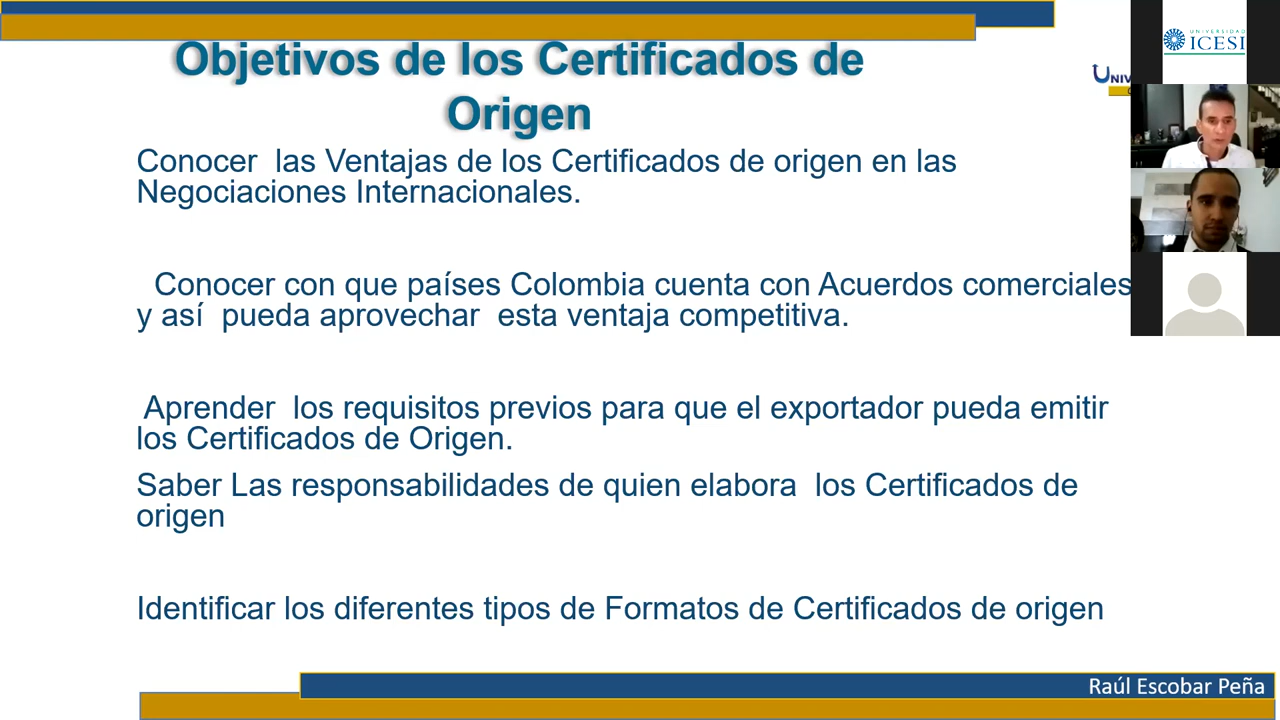 Objetivos de los Certificados de
Origen
Conocer  las Ventajas de los Certificados de origen en las
Negociaciones Internacionales.
Conocer con que países Colombia cuenta con Acuerdos comerciales
y así  pueda aprovechar  esta ventaja competitiva.
Aprender  los requisitos previos para que el exportador pueda emitir
los Certificados de Origen.
Saber Las responsabilidades de quien elabora  los Certificados de
origen
Identificar los diferentes tipos de Formatos de Certificados de origen
Raúl Escobar Peña
UNIVERSIDAD
ICESI